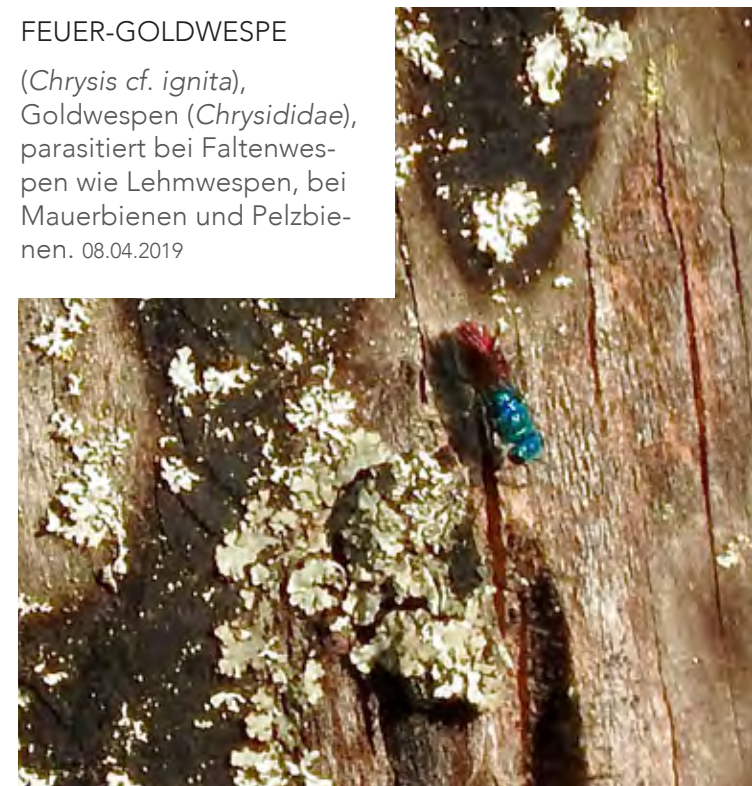 FEUER-GOLDWESPE
(Chrysis cf. ignita),
Goldwespen (Chrysididae),
parasitiert bei Faltenwes-
pen wie Lehmwespen, bei
Mauerbienen und Pelzbie-
nen. 08.04.2019